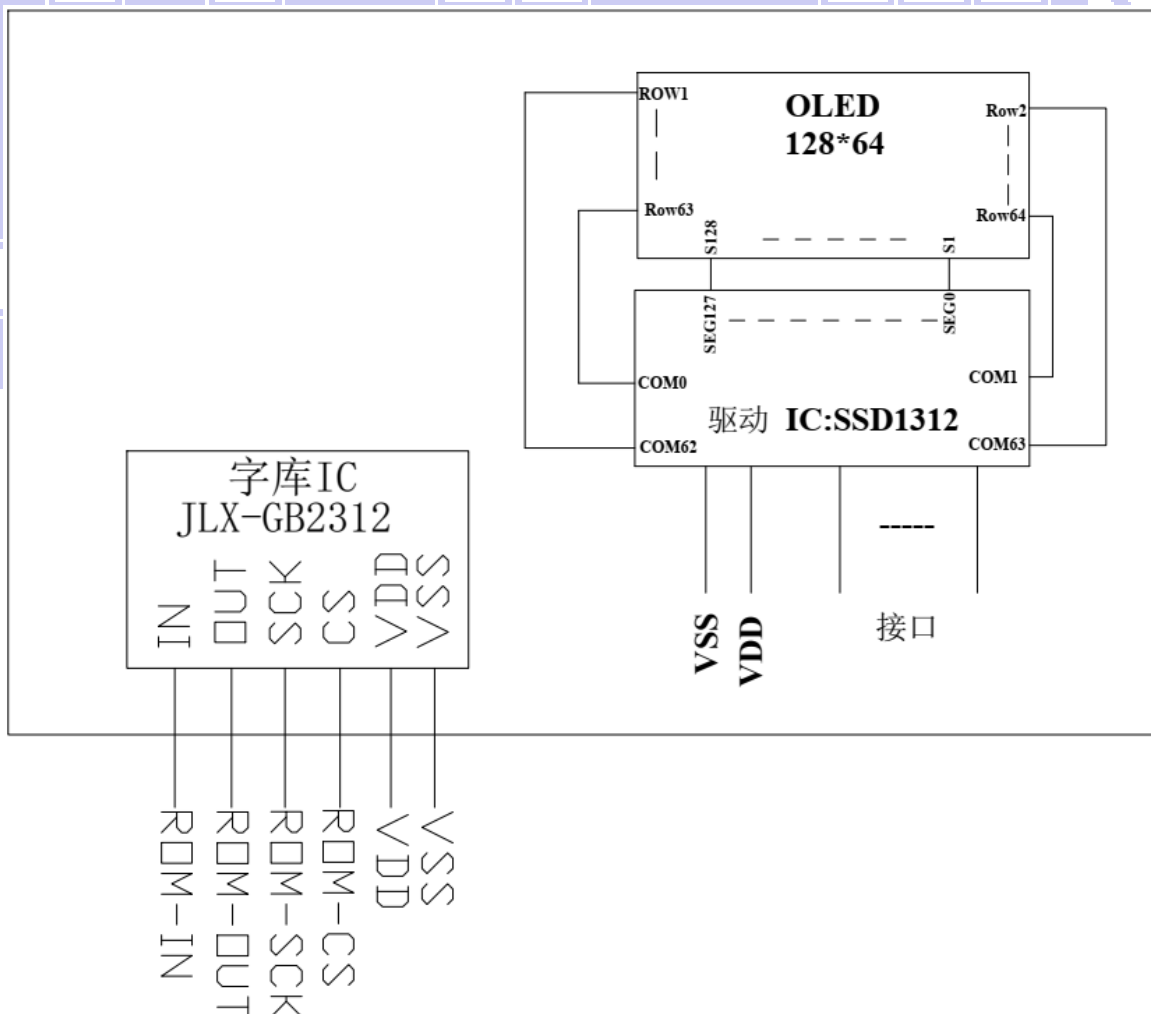 ROW1
OLED
Row2
128*64
Row63
Row64
S128
S1
SEG127
SEG0
COM0
COM1
驱动 IC:SSD1312
COM62
COM63
字库IC
JLX-GB2312
IN
OUT
SCK
CS
VDD
VSS
-----
VSS
VDD
接口
ROM-IN
ROM-OUT
ROM-SCK
ROM-CS
VDD
VSS